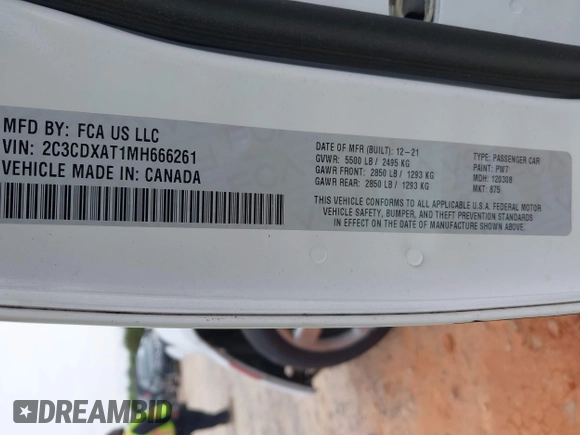 MFD BY: FCA US LLC
VIN: 2C3CDXAT1MH666261
VEHICLE MADE IN: CANADA
DATE OF MFR (BUILT): 12-21
GVWR: 5500 LB / 2495 KG
GAWR FRONT: 2850 LB / 1293 KG
GAWR REAR: 2850 LB / 1293 KG
TYPE: PASSENGER CAR
PAINT: PW7
MDH: 120308
MKT: 875
THIS VEHICLE CONFORMS TO ALL APPLICABLE U.S.A. FEDERAL MOTOR
VEHICLE SAFETY, BUMPER, AND THEFT PREVENTION STANDARDS
IN EFFECT ON THE DATE OF MANUFACTURE SHOWN ABOVE.
DREAMBID